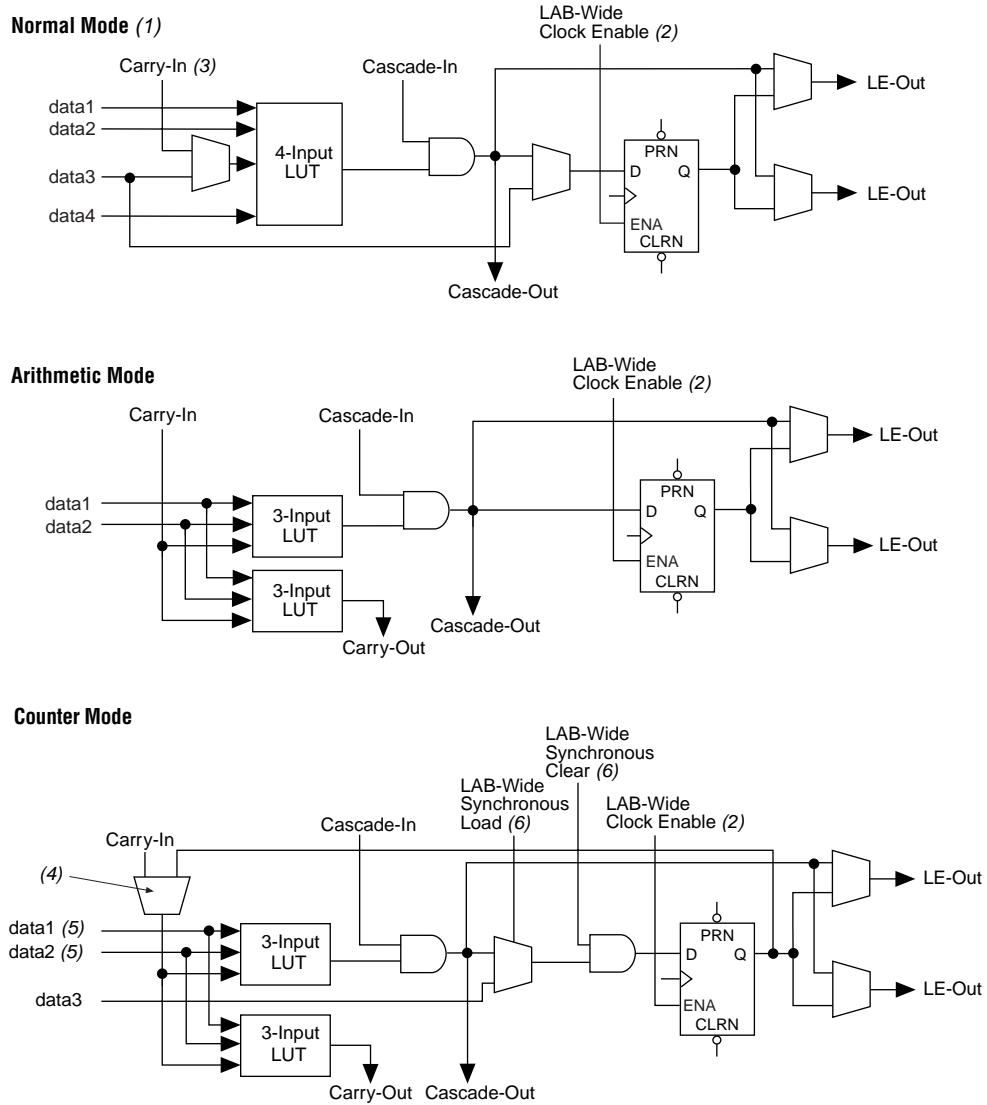 Normal Mode (1)
LAB-Wide
Clock Enable (2)
Carry-In (3)
Cascade-In
LE-Out
data1
data2
4-Input
LUT
PRN
D
Q
data3
LE-Out
data4
ENA
CLRN
Cascade-Out
Arithmetic Mode
LAB-Wide
Clock Enable (2)
Carry-In
Cascade-In
LE-Out
data1
data2
3-Input
LUT
PRN
D
Q
LE-Out
ENA
CLRN
3-Input
LUT
Cascade-Out
Carry-Out
Counter Mode
LAB-Wide
Synchronous
Clear (6)
LAB-Wide
Synchronous
Load (6)
LAB-Wide
Clock Enable (2)
Cascade-In
Carry-In
(4)
LE-Out
data1 (5)
data2 (5)
3-Input
LUT
PRN
D
Q
data3
LE-Out
ENA
CLRN
3-Input
LUT
Carry-Out
Cascade-Out